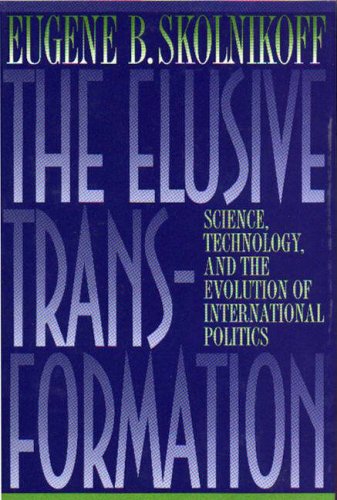 EUGENE B. SKOLNIKOFF
THE ELUSIVE
TRANS-
FORMATION
SCIENCE,
TECHNOLOGY,
AND THE
EVOLUTION OF
INTERNATIONAL
POLITICS